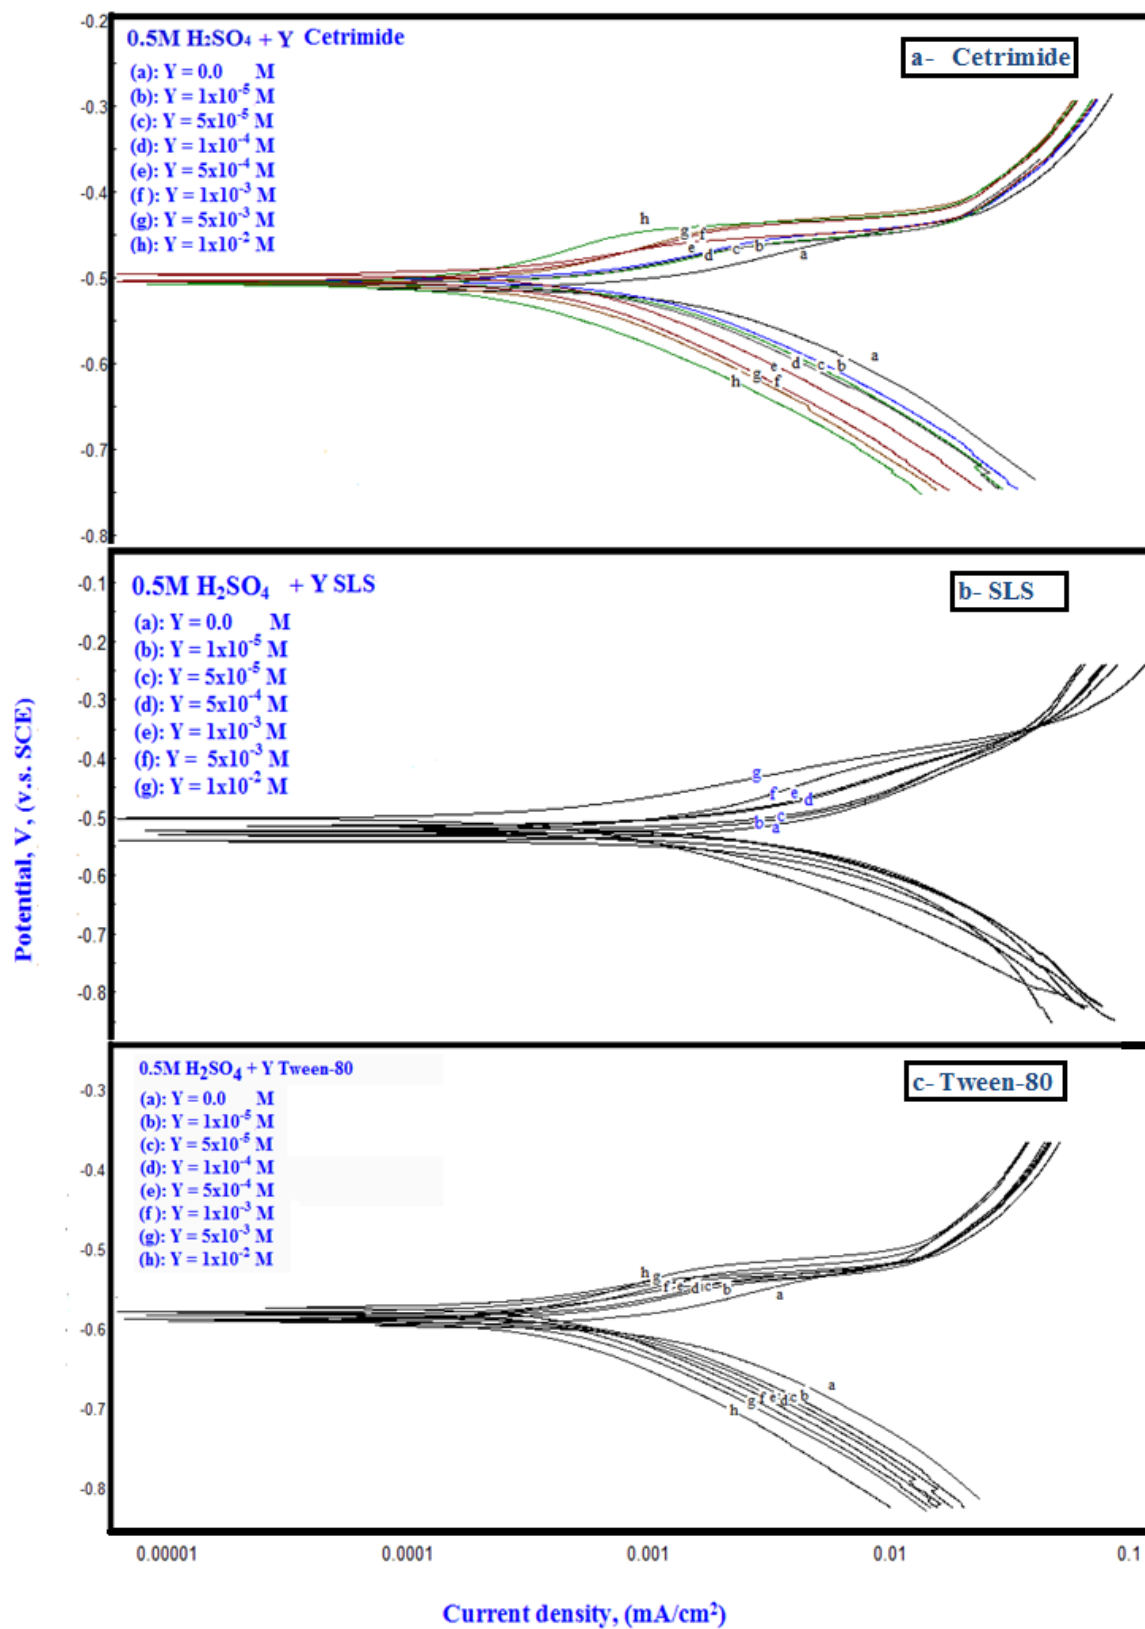 -0.2
0.5M H₂SO₄ + Y Cetrimide
a- Cetrimide
(a): Y = 0.0 M
(b): Y = 1x10⁻⁵ M
-0.3
(c): Y = 5x10⁻⁵ M
(d): Y = 1x10⁻⁴ M
(e): Y = 5x10⁻⁴ M
-0.4
(f ): Y = 1x10⁻³ M
(g): Y = 5x10⁻³ M
(h): Y = 1x10⁻² M
h
g f
e d c b a
-0.5
a
-0.6
h g f e d c b
-0.7
-0.8
-0.1
0.5M H₂SO₄ + Y SLS
b- SLS
(a): Y = 0.0 M
-0.2
(b): Y = 1x10⁻⁵ M
(c): Y = 5x10⁻⁵ M
-0.3
(d): Y = 5x10⁻⁴ M
(e): Y = 1x10⁻³ M
(f): Y = 5x10⁻³ M
-0.4
(g): Y = 1x10⁻² M
g
f e d
-0.5
b a c
-0.6
-0.7
-0.8
Potential, V, (v.s. SCE)
0.5M H₂SO₄ + Y Tween-80
c- Tween-80
-0.3
(a): Y = 0.0 M
(b): Y = 1x10⁻⁵ M
(c): Y = 5x10⁻⁵ M
-0.4
(d): Y = 1x10⁻⁴ M
(e): Y = 5x10⁻⁴ M
(f ): Y = 1x10⁻³ M
(g): Y = 5x10⁻³ M
-0.5
(h): Y = 1x10⁻² M
h g
f e d c b
a
-0.6
a
h g f e d c b
-0.7
-0.8
0.00001 0.0001 0.001 0.01 0.1
Current density, (mA/cm²)